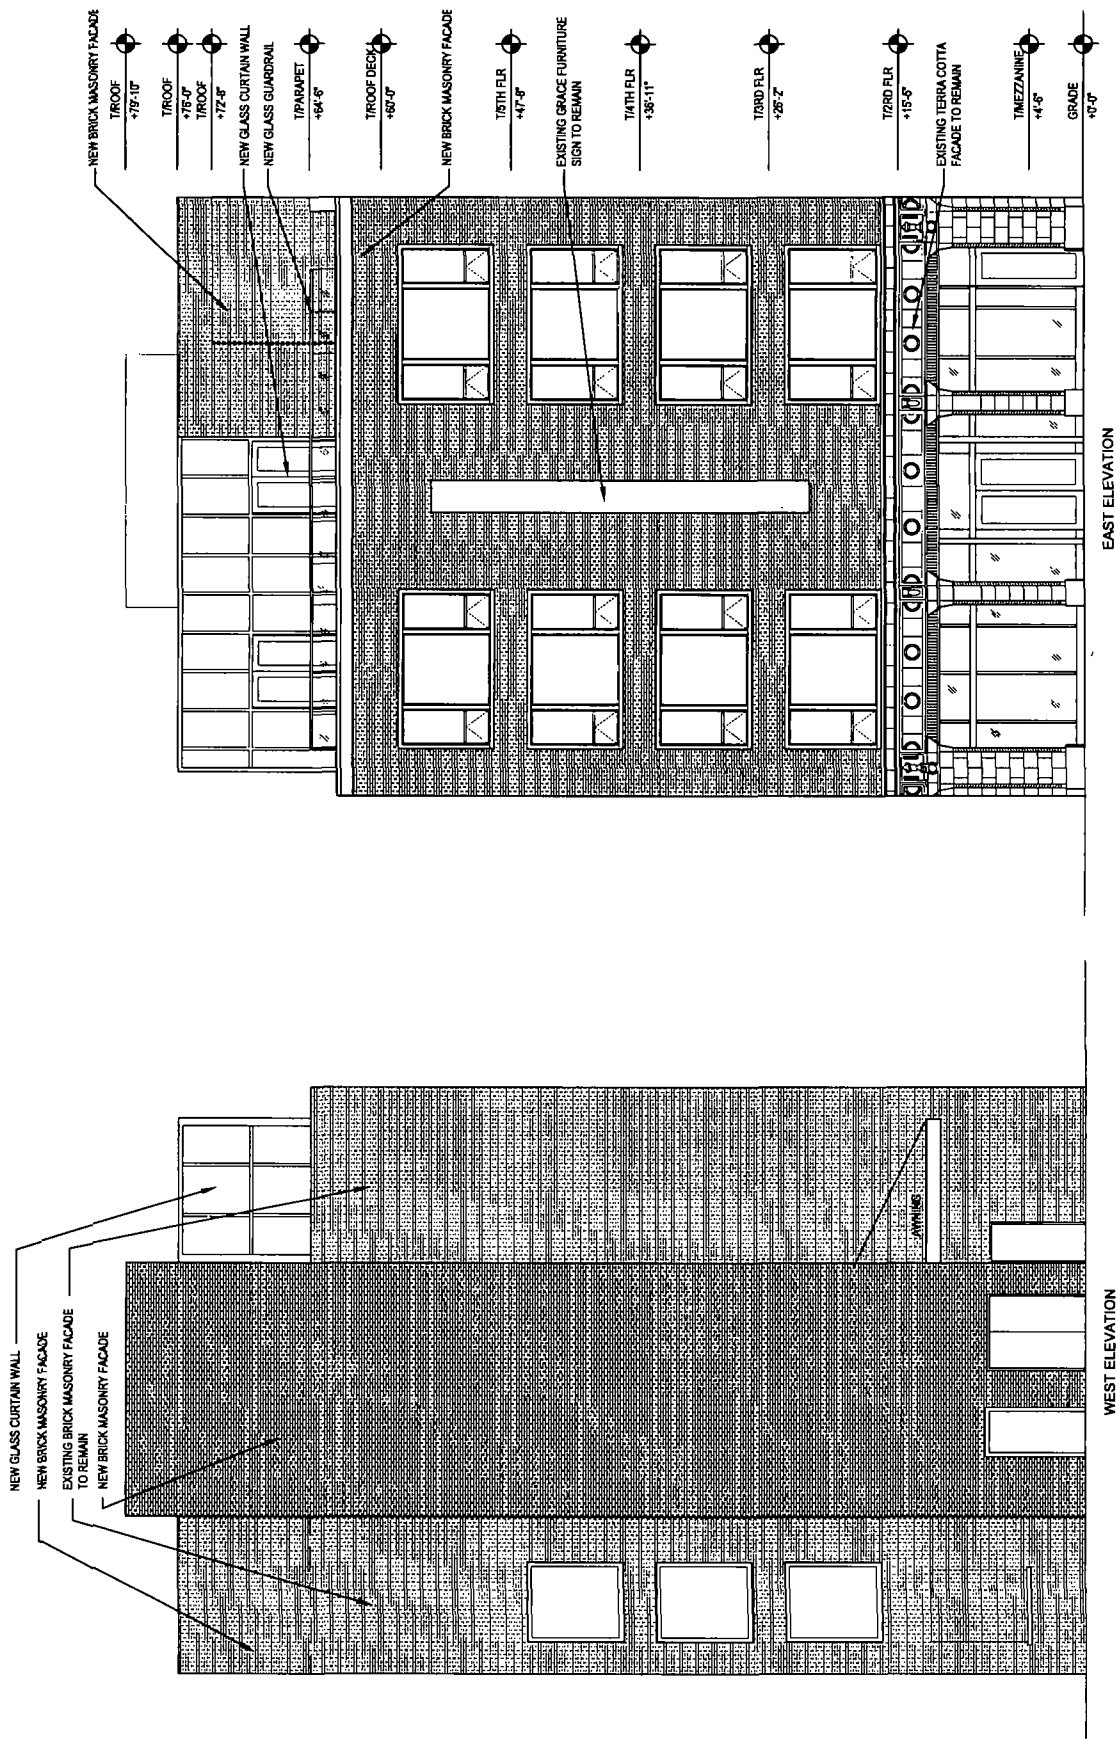 NEW BRICK MASONRY FACADE
T/ROOF
+79'-10"
T/ROOF
+76'-0"
T/ROOF
+72'-8"
NEW GLASS CURTAIN WALL
NEW GLASS GUARDRAIL
T/PARAPET
+64'-6"
T/ROOF DECK
+60'-0"
NEW BRICK MASONRY FACADE
T/5TH FLR
+47'-8"
T/4TH FLR
+36'-11"
EXISTING GRACE FURNITURE
SIGN TO REMAIN
T/3RD FLR
+26'-2"
T/2RD FLR
+15'-5"
EXISTING TERRA COTTA
FACADE TO REMAIN
T/MEZZANINE
+4'-6"
GRADE
+0'-0"
EAST ELEVATION
NEW GLASS CURTAIN WALL
NEW BRICK MASONRY FACADE
EXISTING BRICK MASONRY FACADE
TO REMAIN
NEW BRICK MASONRY FACADE
AWNING
WEST ELEVATION